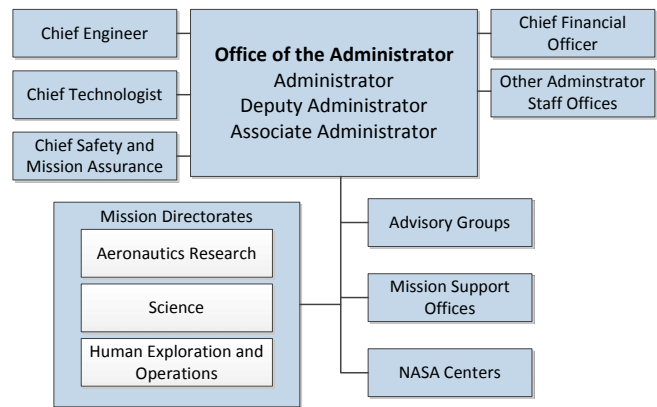 Chief Engineer
Chief Technologist
Chief Safety and
Mission Assurance
Office of the Administrator
Administrator
Deputy Administrator
Associate Administrator
Chief Financial
Officer
Other Adminstrator
Staff Offices
Mission Directorates
Aeronautics Research
Science
Human Exploration and
Operations
Advisory Groups
Mission Support
Offices
NASA Centers